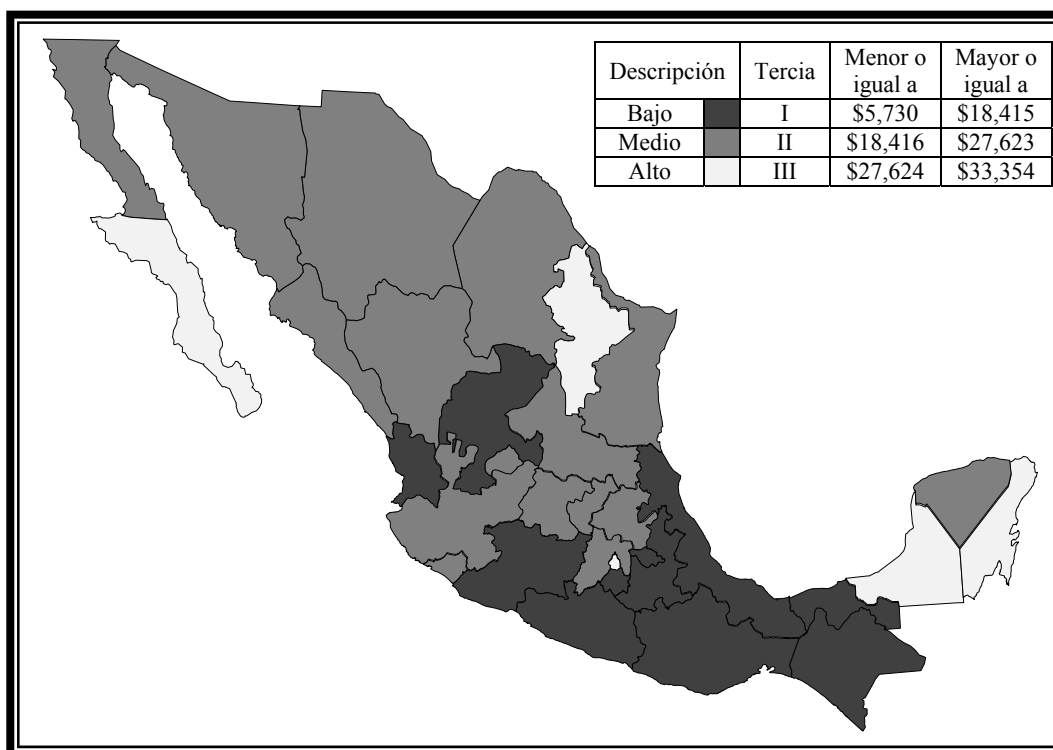 Descripción Tercia Menor o igual a Mayor o igual a
Bajo I $5,730 $18,415
Medio II $18,416 $27,623
Alto III $27,624 $33,354